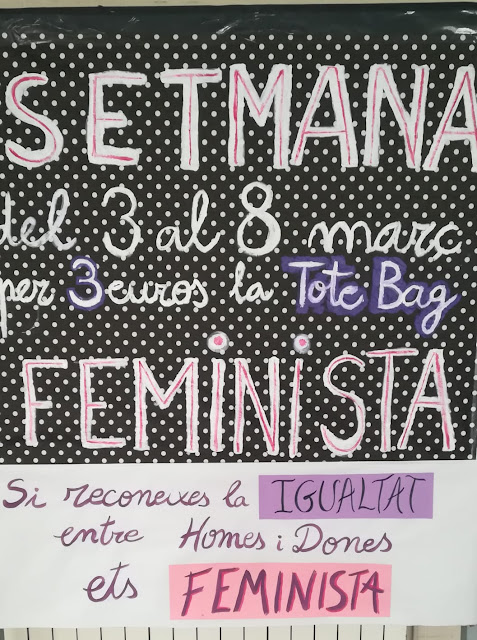 SETMANA
del 3 al 8 març
per 3 euros la Tote Bag
FEMINISTA
Si reconeixes la IGUALTAT
entre Homes i Dones
ets FEMINISTA